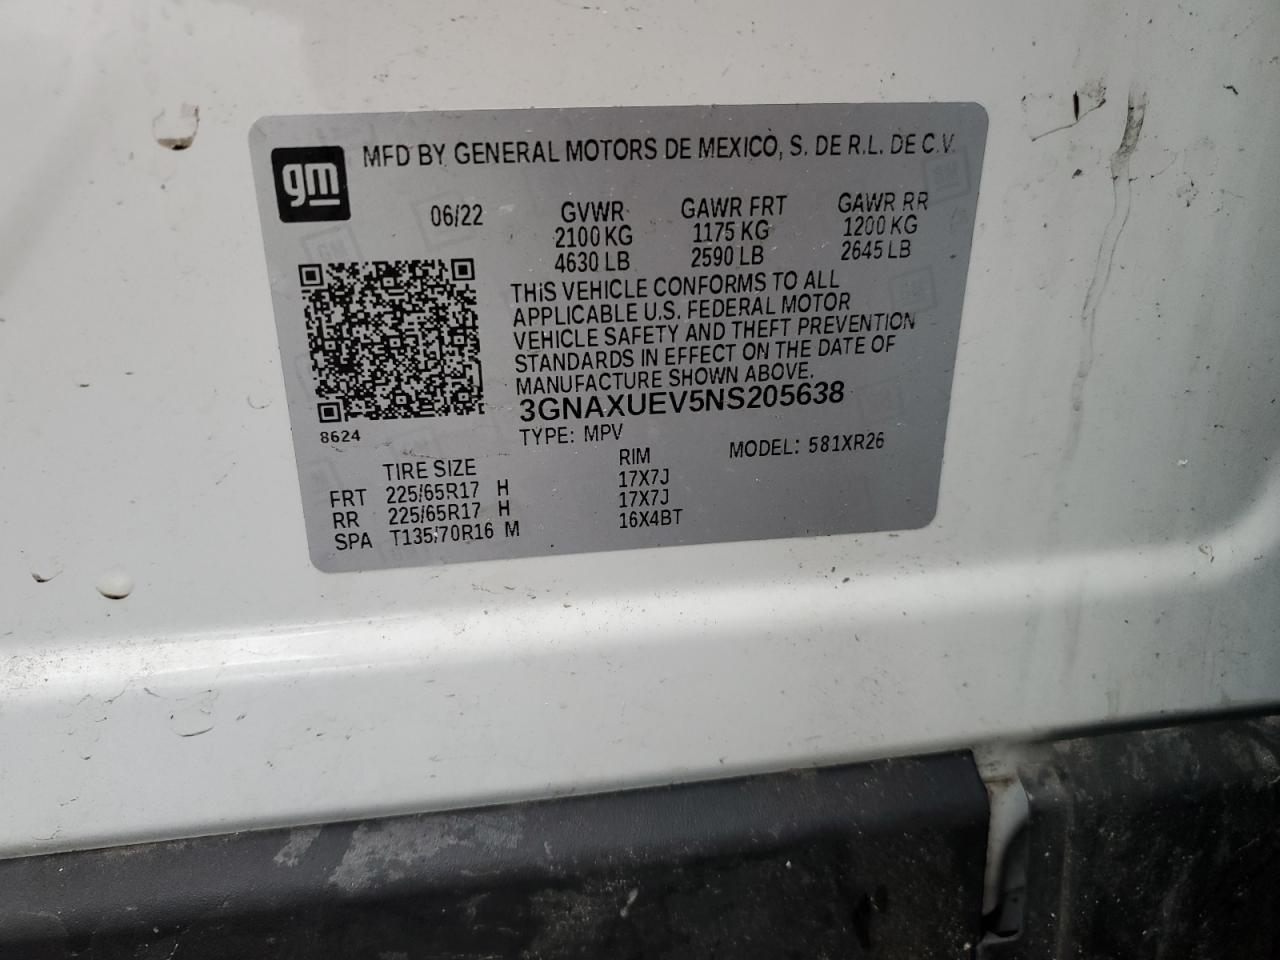 gm
MFD BY GENERAL MOTORS DE MEXICO, S. DE R.L. DE C.V.
06/22 GVWR GAWR FRT GAWR RR
2100 KG 1175 KG 1200 KG
4630 LB 2590 LB 2645 LB
THIS VEHICLE CONFORMS TO ALL
APPLICABLE U.S. FEDERAL MOTOR
VEHICLE SAFETY AND THEFT PREVENTION
STANDARDS IN EFFECT ON THE DATE OF
MANUFACTURE SHOWN ABOVE.
3GNAXUEV5NS205638
8624 TYPE: MPV MODEL: 581XR26
TIRE SIZE RIM
FRT 225/65R17 H 17X7J
RR 225/65R17 H 17X7J
SPA T135/70R16 M 16X4BT